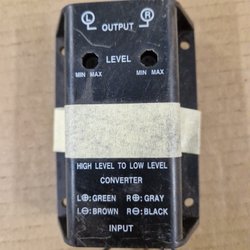 L R
OUTPUT
LEVEL
MIN MAX MIN MAX
HIGH LEVEL TO LOW LEVEL
CONVERTER
L⊕: GREEN R⊕: GRAY
L⊖: BROWN R⊖: BLACK
INPUT